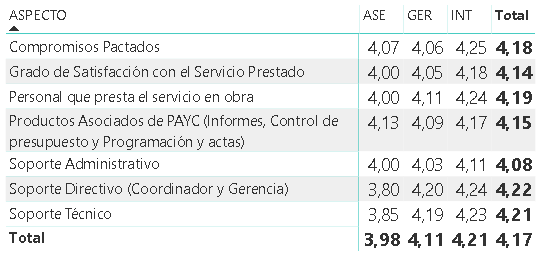 ASPECTO ASE GER INT Total
Compromisos Pactados 4,07 4,06 4,25 4,18
Grado de Satisfacción con el Servicio Prestado 4,00 4,05 4,18 4,14
Personal que presta el servicio en obra 4,00 4,11 4,24 4,19
Productos Asociados de PAYC (Informes, Control de 4,13 4,09 4,17 4,15
presupuesto y Programación y actas)
Soporte Administrativo 4,00 4,03 4,11 4,08
Soporte Directivo (Coordinador y Gerencia) 3,80 4,20 4,24 4,22
Soporte Técnico 3,85 4,19 4,23 4,21
Total 3,98 4,11 4,21 4,17